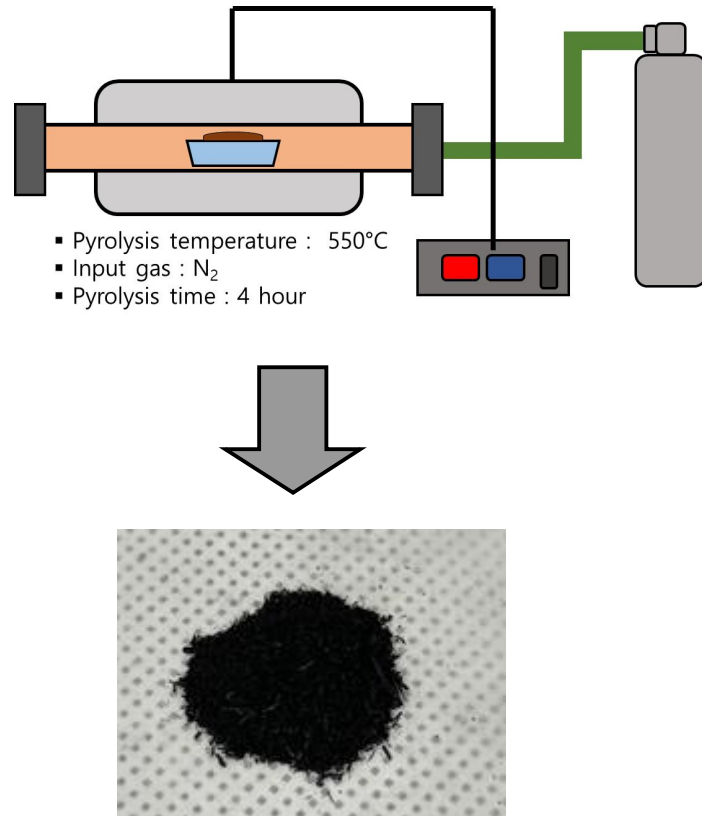 ▪ Pyrolysis temperature : 550°C
▪ Input gas : N₂
▪ Pyrolysis time : 4 hour